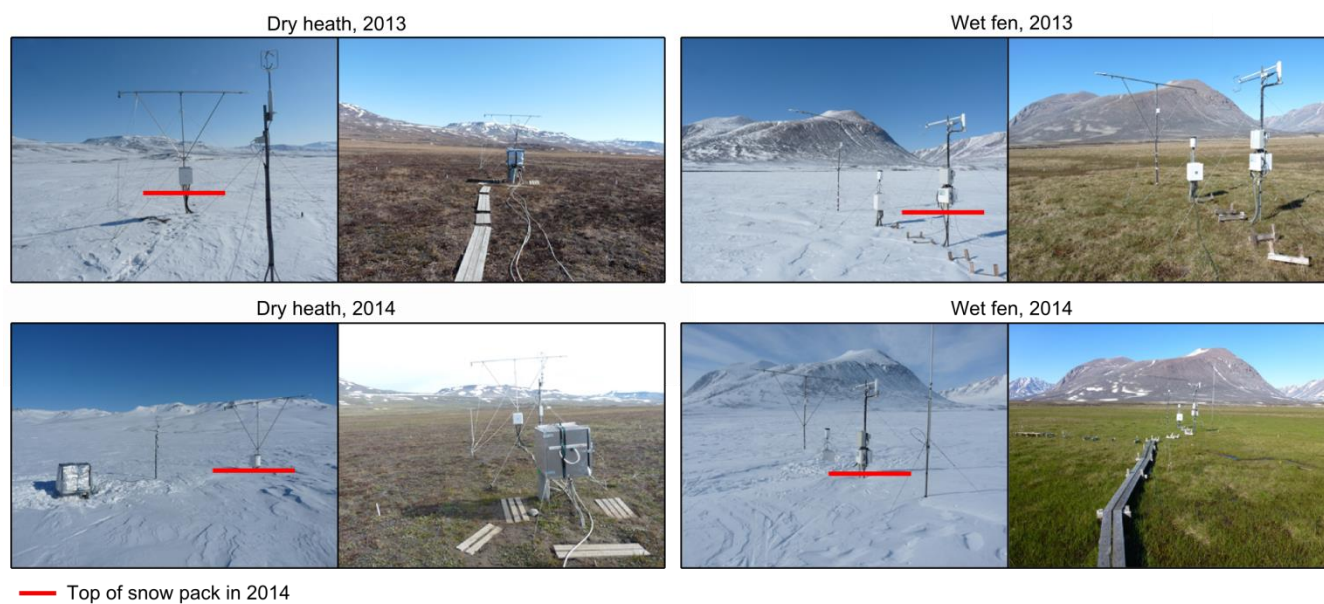 Dry heath, 2013
Wet fen, 2013
Dry heath, 2014
Wet fen, 2014
Top of snow pack in 2014